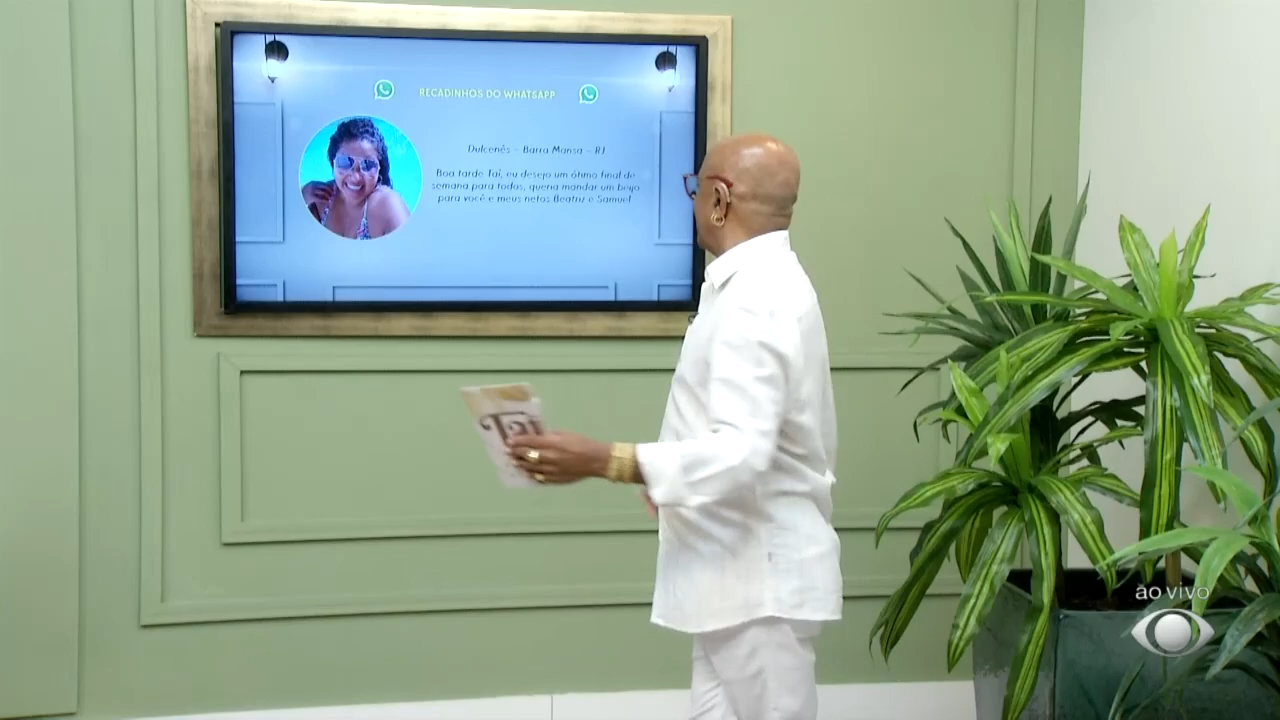 RECADINHOS DO WHATSAPP
Dulcenês - Barra Mansa - RJ
Boa tarde Taí, eu desejo um ótimo final de
semana para todos, queria mandar um beijo
para você e meus netos Beatriz e Samuel
Taí
ao vivo